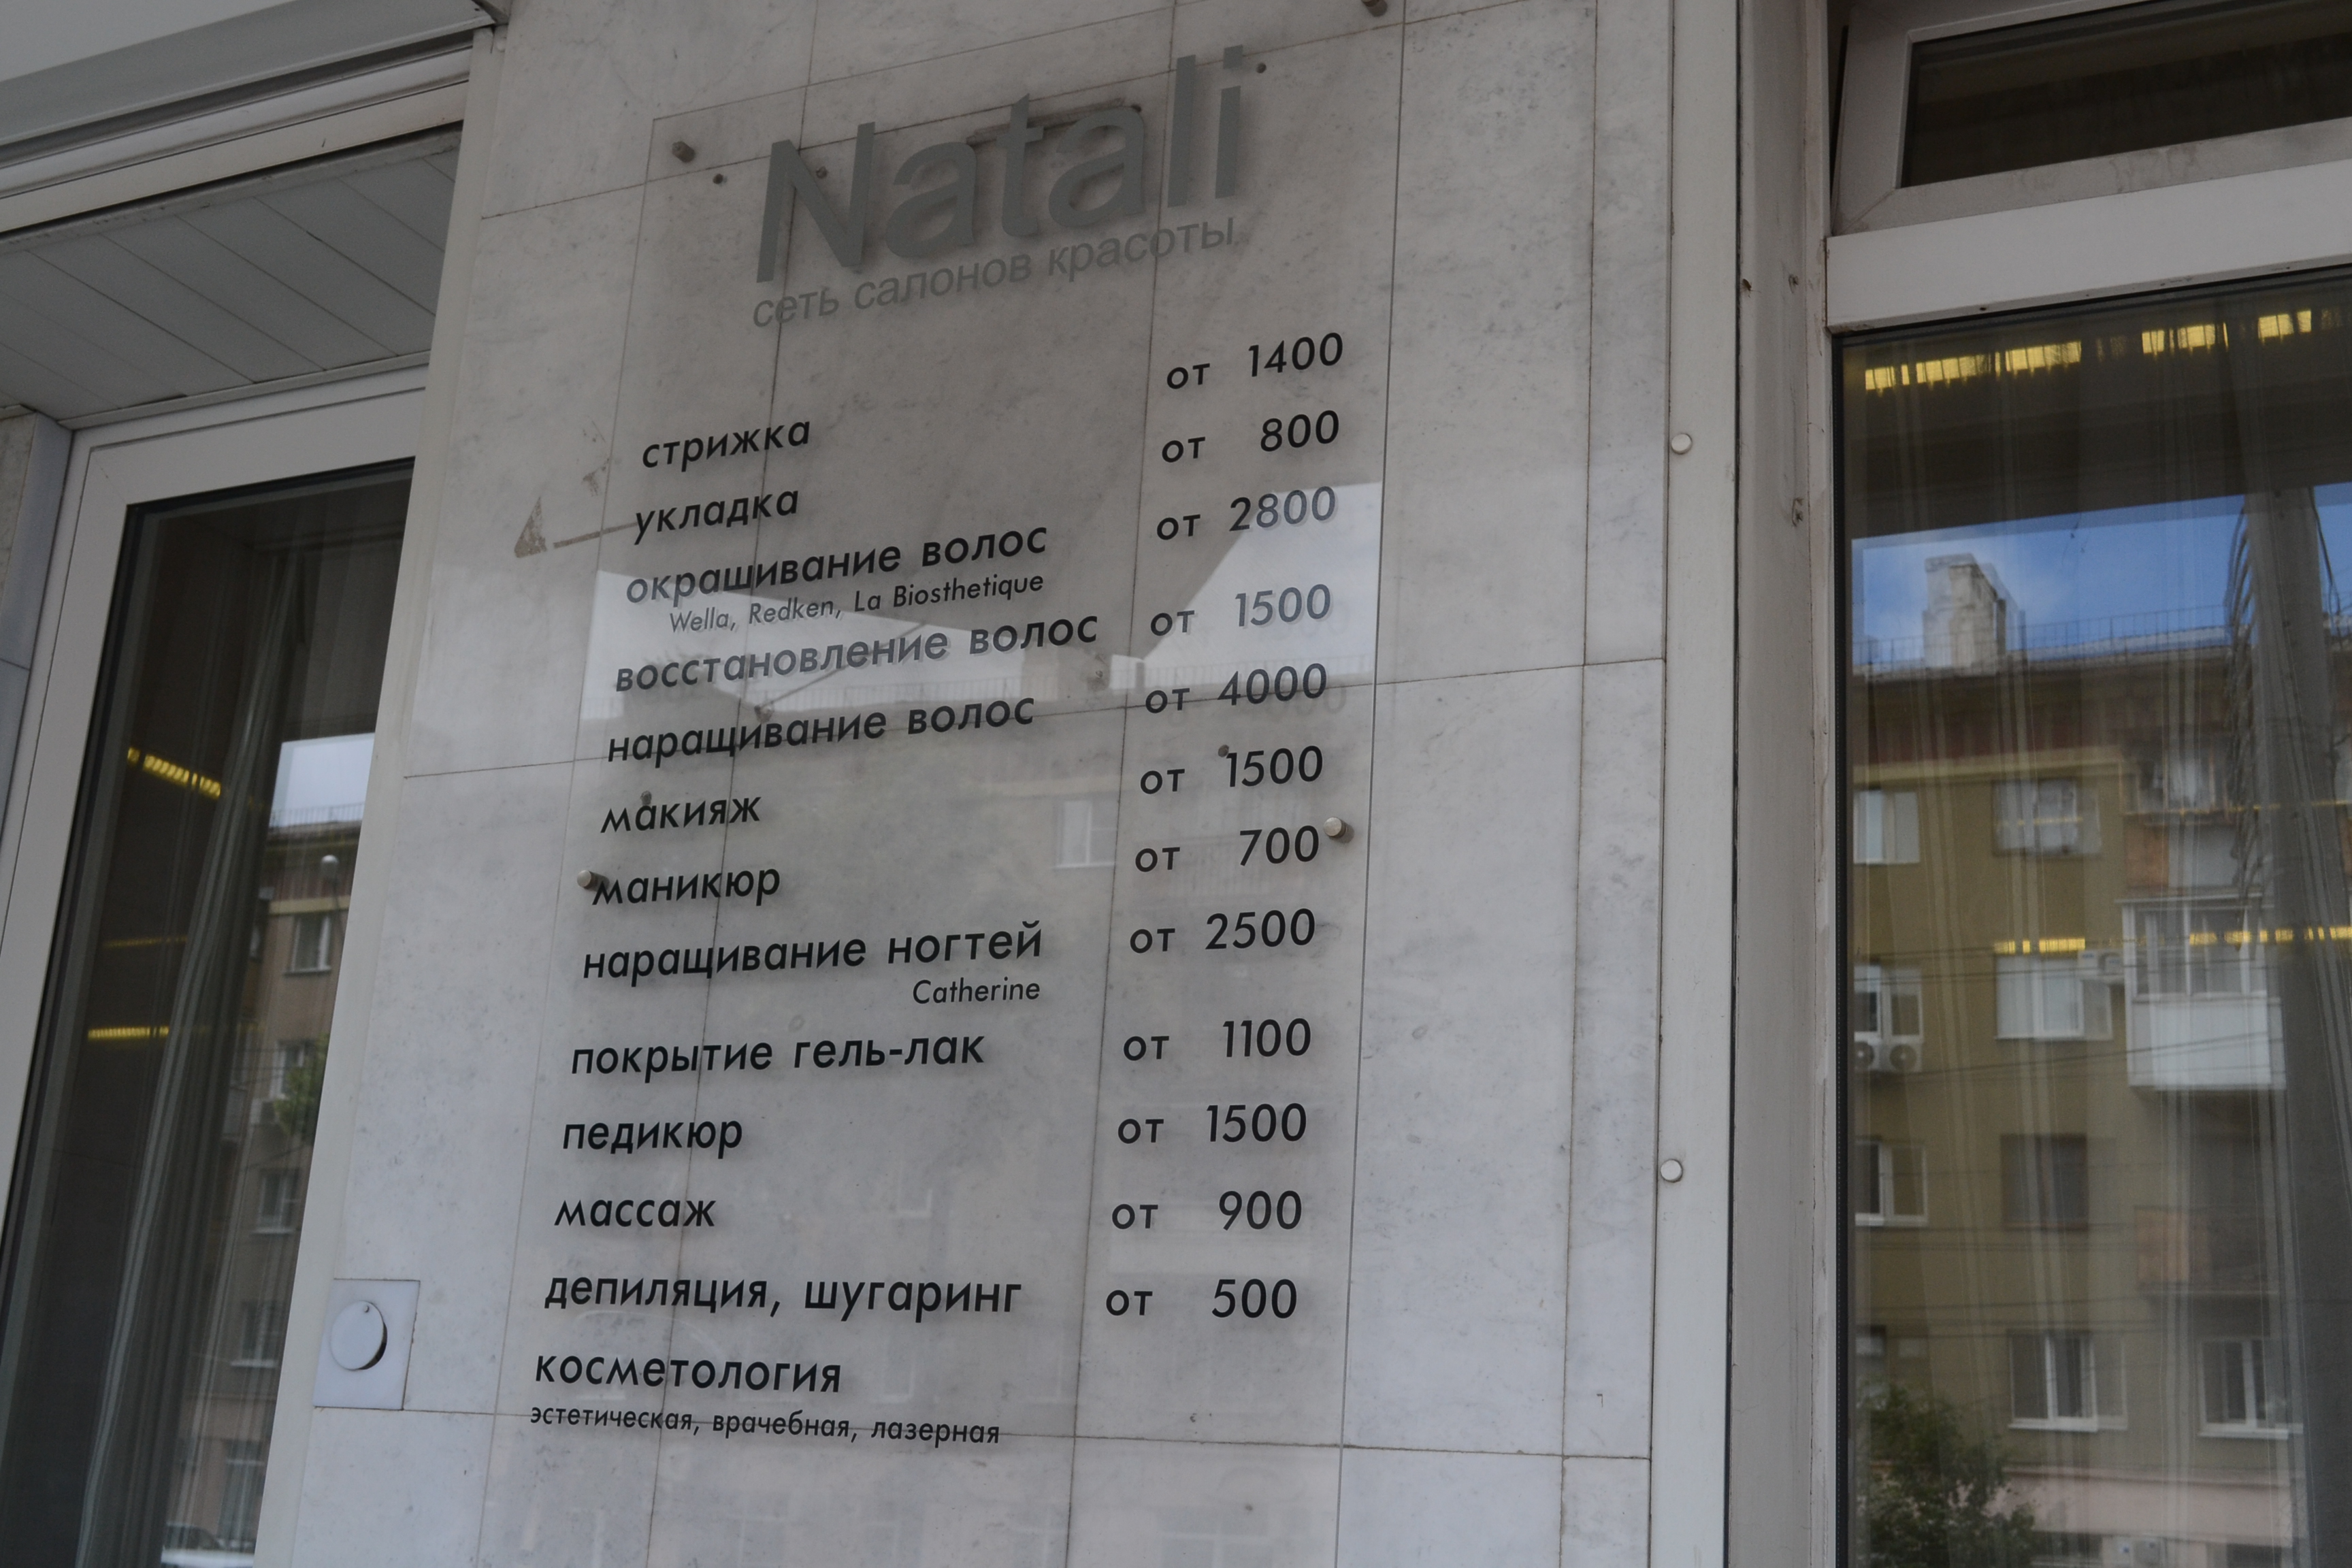 Natali
сеть салонов красоты
стрижка от 1400
укладка от 800
окрашивание волос от 2800
Wella, Redken, La Biosthetique
восстановление волос от 1500
наращивание волос от 4000
макияж от 1500
маникюр от 700
наращивание ногтей от 2500
Catherine
покрытие гель-лак от 1100
педикюр от 1500
массаж от 900
депиляция, шугаринг от 500
косметология
эстетическая, врачебная, лазерная